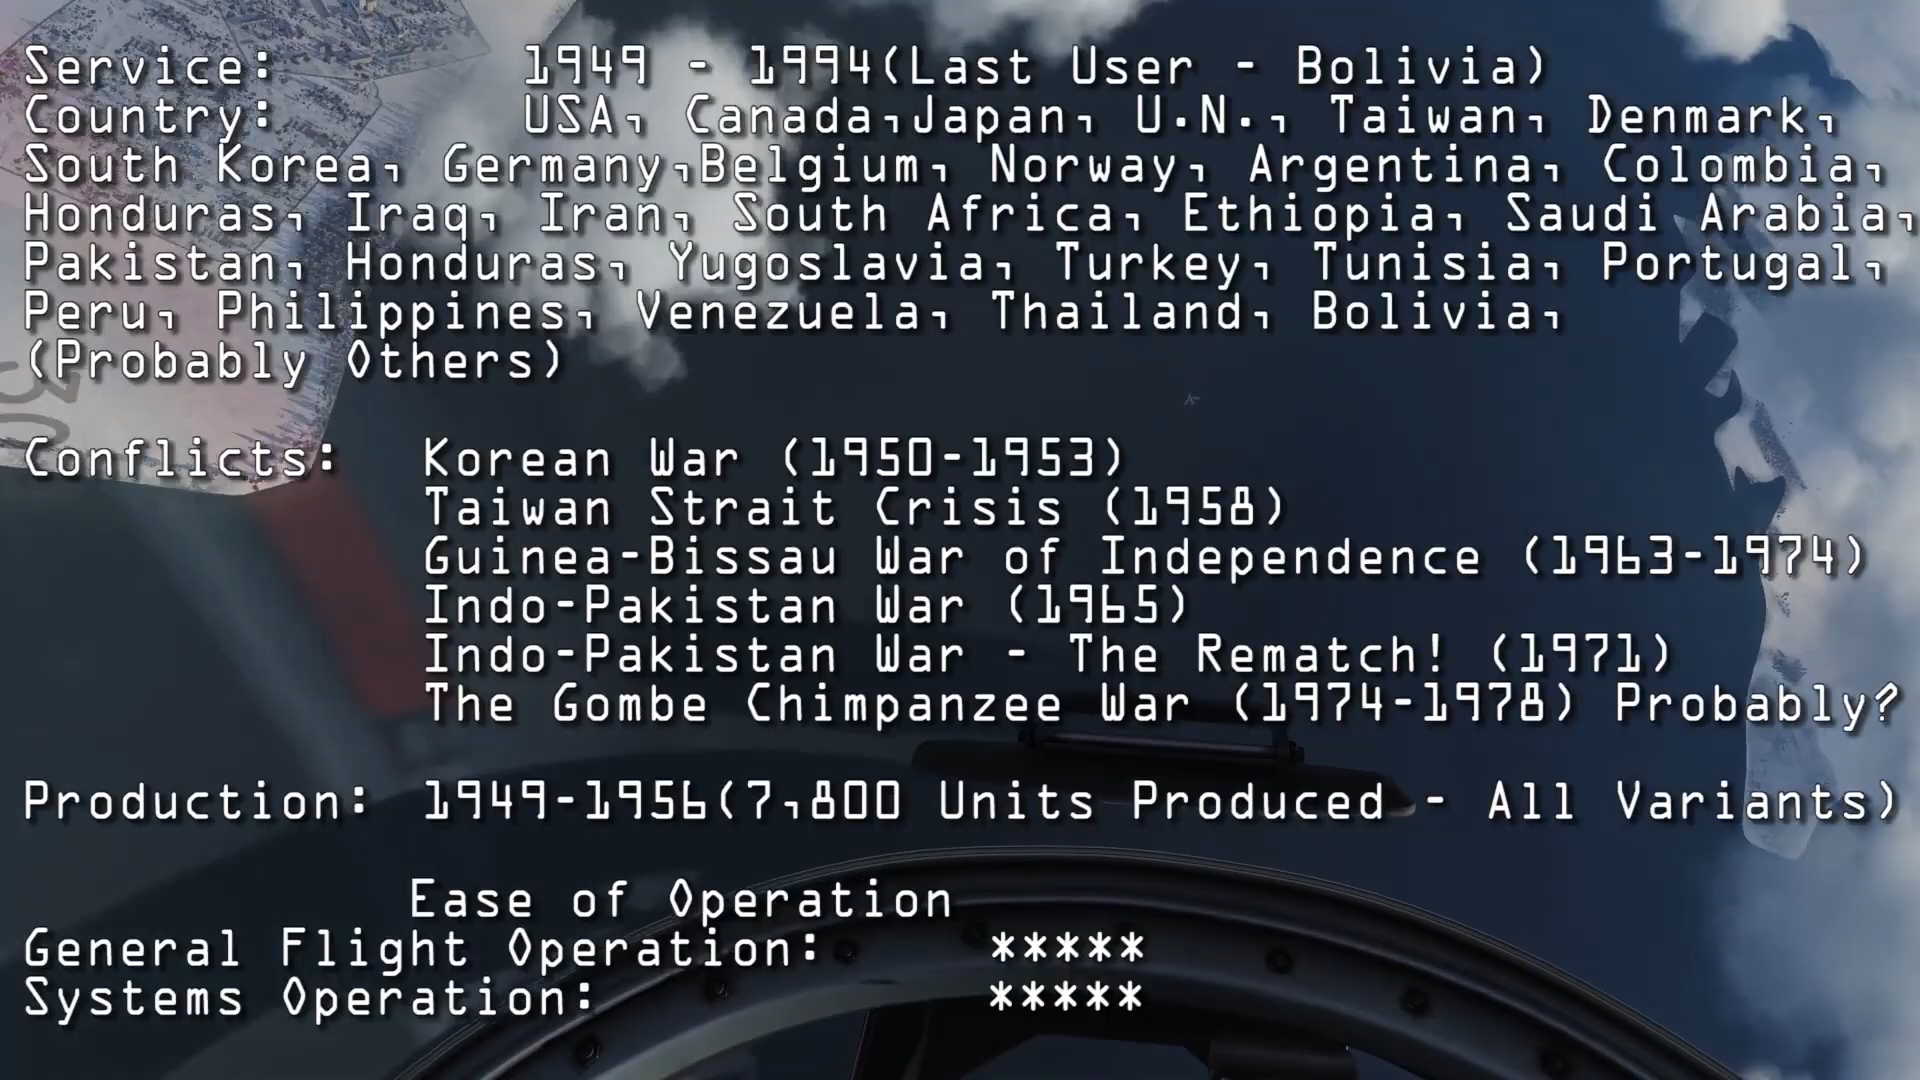 Service: 1949 - 1994(Last User - Bolivia)
Country: USA, Canada,Japan, U.N., Taiwan, Denmark,
South Korea, Germany,Belgium, Norway, Argentina, Colombia,
Honduras, Iraq, Iran, South Africa, Ethiopia, Saudi Arabia,
Pakistan, Honduras, Yugoslavia, Turkey, Tunisia, Portugal,
Peru, Philippines, Venezuela, Thailand, Bolivia,
(Probably Others)
Conflicts: Korean War (1950-1953)
Taiwan Strait Crisis (1958)
Guinea-Bissau War of Independence (1963-1974)
Indo-Pakistan War (1965)
Indo-Pakistan War - The Rematch! (1971)
The Gombe Chimpanzee War (1974-1978) Probably?
Production: 1949-1956(7,800 Units Produced - All Variants)
Ease of Operation
General Flight Operation: *****
Systems Operation: *****
30